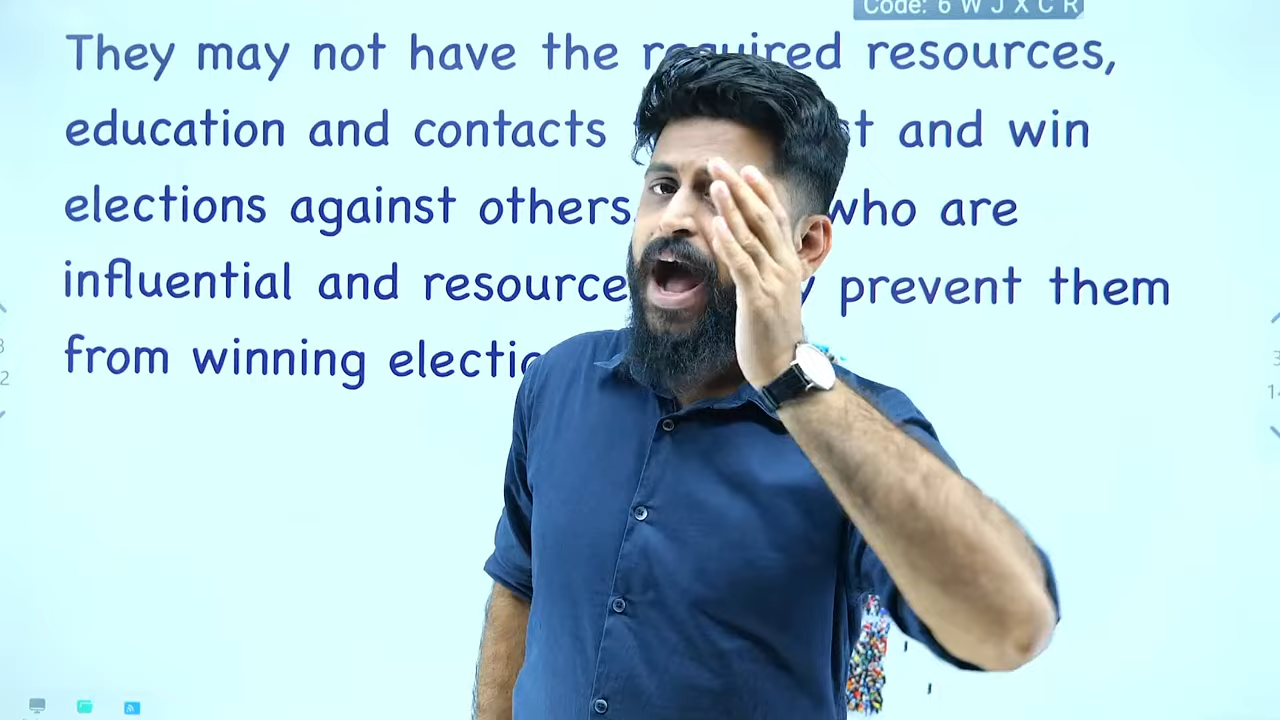 Code: 6 W J X C R
They may not have the required resources,
education and contacts and win
elections against others. who are
influential and prevent them
from winning